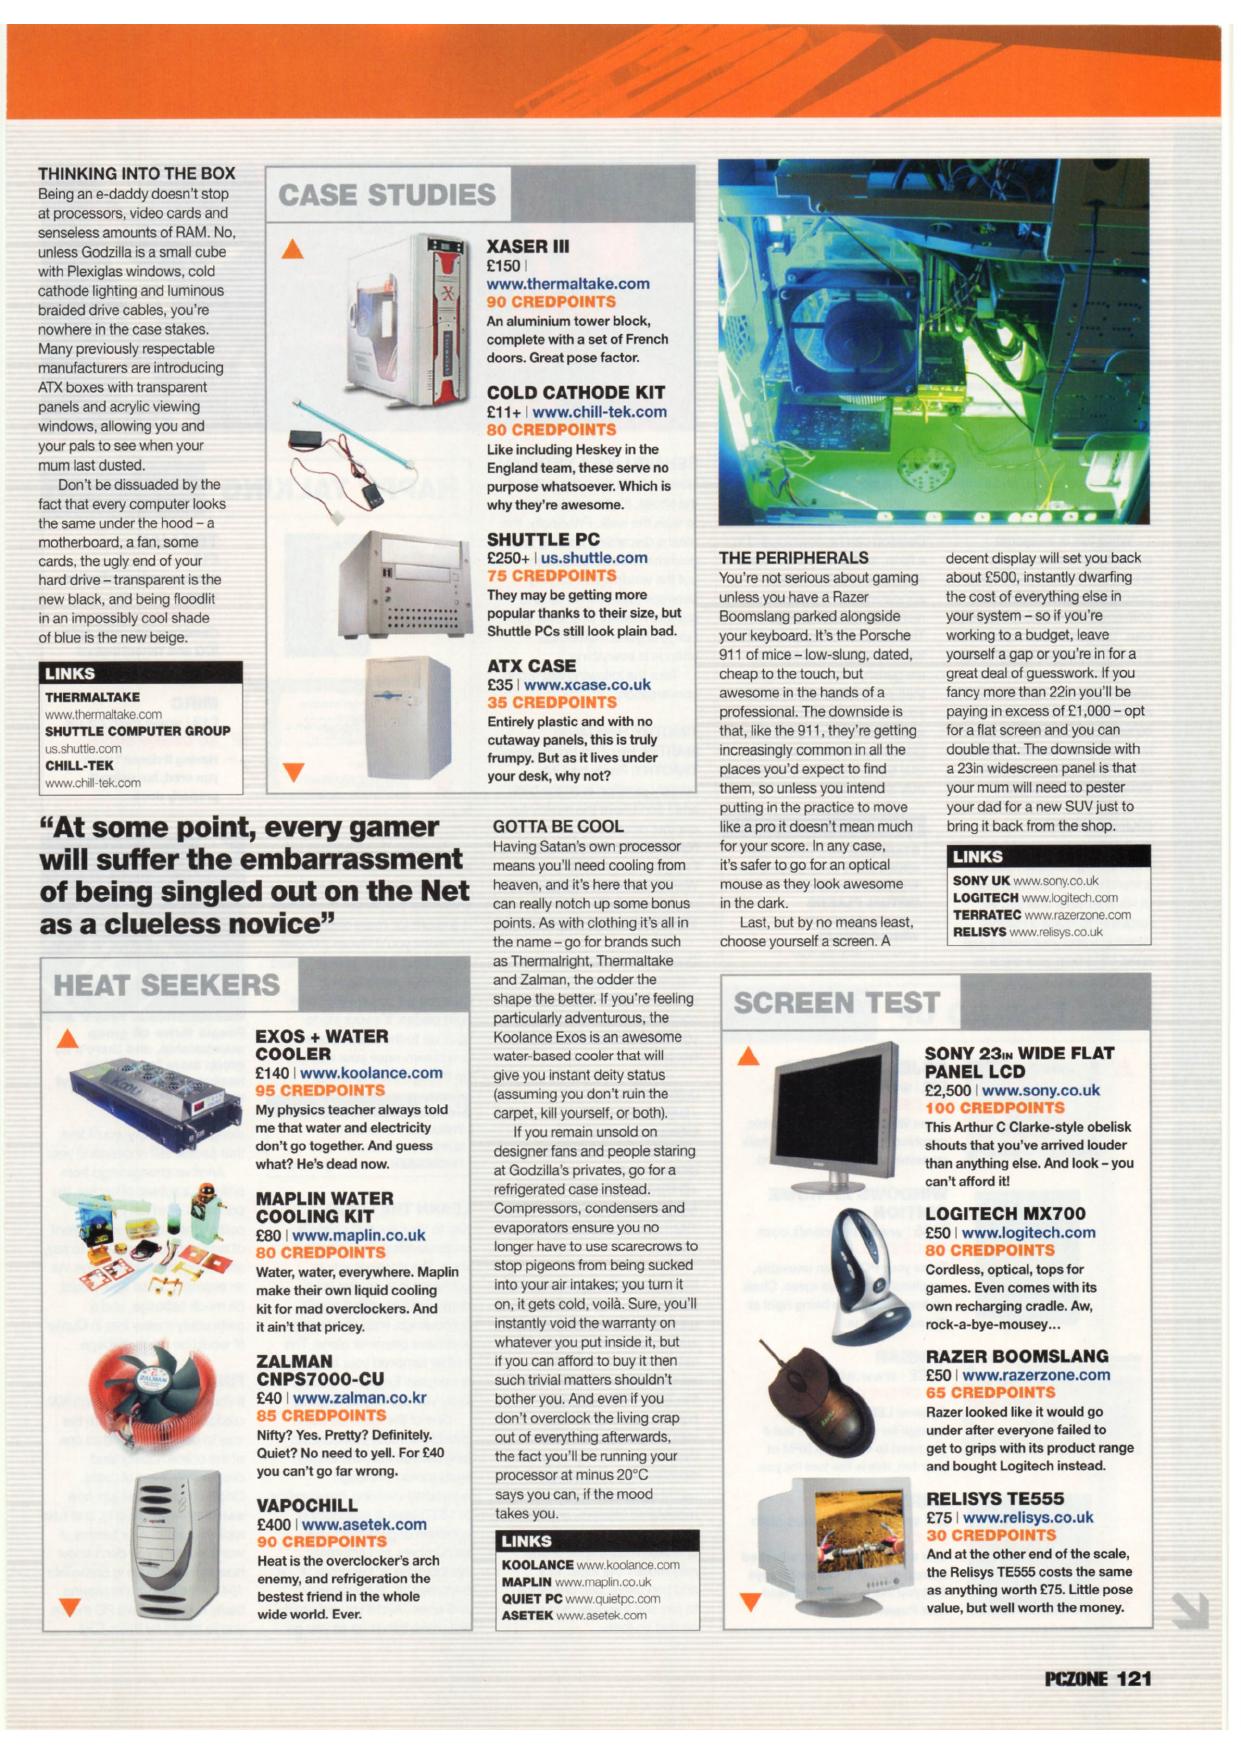 THINKING INTO THE BOX
Being an e-daddy doesn't stop
at processors, video cards and
senseless amounts of RAM. No,
unless Godzilla is a small cube
with Plexiglas windows, cold
cathode lighting and luminous
braided drive cables, you're
nowhere in the case stakes.
Many previously respectable
manufacturers are introducing
ATX boxes with transparent
panels and acrylic viewing
windows, allowing you and
your pals to see when your
mum last dusted.
Don't be dissuaded by the
fact that every computer looks
the same under the hood – a
motherboard, a fan, some
cards, the ugly end of your
hard drive – transparent is the
new black, and being floodlit
in an impossibly cool shade
of blue is the new beige.
LINKS
THERMALTAKE
www.thermaltake.com
SHUTTLE COMPUTER GROUP
us.shuttle.com
CHILL-TEK
www.chill-tek.com
CASE STUDIES
XASER III
£150 |
www.thermaltake.com
90 CREDPOINTS
An aluminium tower block,
complete with a set of French
doors. Great pose factor.
COLD CATHODE KIT
£11+ | www.chill-tek.com
80 CREDPOINTS
Like including Heskey in the
England team, these serve no
purpose whatsoever. Which is
why they're awesome.
SHUTTLE PC
£250+ | us.shuttle.com
75 CREDPOINTS
They may be getting more
popular thanks to their size, but
Shuttle PCs still look plain bad.
ATX CASE
£35 | www.xcase.co.uk
35 CREDPOINTS
Entirely plastic and with no
cutaway panels, this is truly
frumpy. But as it lives under
your desk, why not?
"At some point, every gamer
will suffer the embarrassment
of being singled out on the Net
as a clueless novice"
HEAT SEEKERS
EXOS + WATER
COOLER
£140 | www.koolance.com
95 CREDPOINTS
My physics teacher always told
me that water and electricity
don't go together. And guess
what? He's dead now.
MAPLIN WATER
COOLING KIT
£80 | www.maplin.co.uk
80 CREDPOINTS
Water, water, everywhere. Maplin
make their own liquid cooling
kit for mad overclockers. And
it ain't that pricey.
ZALMAN
CNPS7000-CU
£40 | www.zalman.co.kr
85 CREDPOINTS
Nifty? Yes. Pretty? Definitely.
Quiet? No need to yell. For £40
you can't go far wrong.
VAPOCHILL
£400 | www.asetek.com
90 CREDPOINTS
Heat is the overclocker's arch
enemy, and refrigeration the
bestest friend in the whole
wide world. Ever.
GOTTA BE COOL
Having Satan's own processor
means you'll need cooling from
heaven, and it's here that you
can really notch up some bonus
points. As with clothing it's all in
the name – go for brands such
as Thermalright, Thermaltake
and Zalman, the odder the
shape the better. If you're feeling
particularly adventurous, the
Koolance Exos is an awesome
water-based cooler that will
give you instant deity status
(assuming you don't ruin the
carpet, kill yourself, or both).
If you remain unsold on
designer fans and people staring
at Godzilla's privates, go for a
refrigerated case instead.
Compressors, condensers and
evaporators ensure you no
longer have to use scarecrows to
stop pigeons from being sucked
into your air intakes; you turn it
on, it gets cold, voilà. Sure, you'll
instantly void the warranty on
whatever you put inside it, but
if you can afford to buy it then
such trivial matters shouldn't
bother you. And even if you
don't overclock the living crap
out of everything afterwards,
the fact you'll be running your
processor at minus 20°C
says you can, if the mood
takes you.
LINKS
KOOLANCE www.koolance.com
MAPLIN www.maplin.co.uk
QUIET PC www.quietpc.com
ASETEK www.asetek.com
THE PERIPHERALS
You're not serious about gaming
unless you have a Razer
Boomslang parked alongside
your keyboard. It's the Porsche
911 of mice – low-slung, dated,
cheap to the touch, but
awesome in the hands of a
professional. The downside is
that, like the 911, they're getting
increasingly common in all the
places you'd expect to find
them, so unless you intend
putting in the practice to move
like a pro it doesn't mean much
for your score. In any case,
it's safer to go for an optical
mouse as they look awesome
in the dark.
Last, but by no means least,
choose yourself a screen. A
decent display will set you back
about £500, instantly dwarfing
the cost of everything else in
your system – so if you're
working to a budget, leave
yourself a gap or you're in for a
great deal of guesswork. If you
fancy more than 22in you'll be
paying in excess of £1,000 – opt
for a flat screen and you can
double that. The downside with
a 23in widescreen panel is that
your mum will need to pester
your dad for a new SUV just to
bring it back from the shop.
LINKS
SONY UK www.sony.co.uk
LOGITECH www.logitech.com
TERRATEC www.razerzone.com
RELISYS www.relisys.co.uk
SCREEN TEST
SONY 23IN WIDE FLAT
PANEL LCD
£2,500 | www.sony.co.uk
100 CREDPOINTS
This Arthur C Clarke-style obelisk
shouts that you've arrived louder
than anything else. And look – you
can't afford it!
LOGITECH MX700
£50 | www.logitech.com
80 CREDPOINTS
Cordless, optical, tops for
games. Even comes with its
own recharging cradle. Aw,
rock-a-bye-mousey...
RAZER BOOMSLANG
£50 | www.razerzone.com
65 CREDPOINTS
Razer looked like it would go
under after everyone failed to
get to grips with its product range
and bought Logitech instead.
RELISYS TE555
£75 | www.relisys.co.uk
30 CREDPOINTS
And at the other end of the scale,
the Relisys TE555 costs the same
as anything worth £75. Little pose
value, but well worth the money.
PCZONE 121